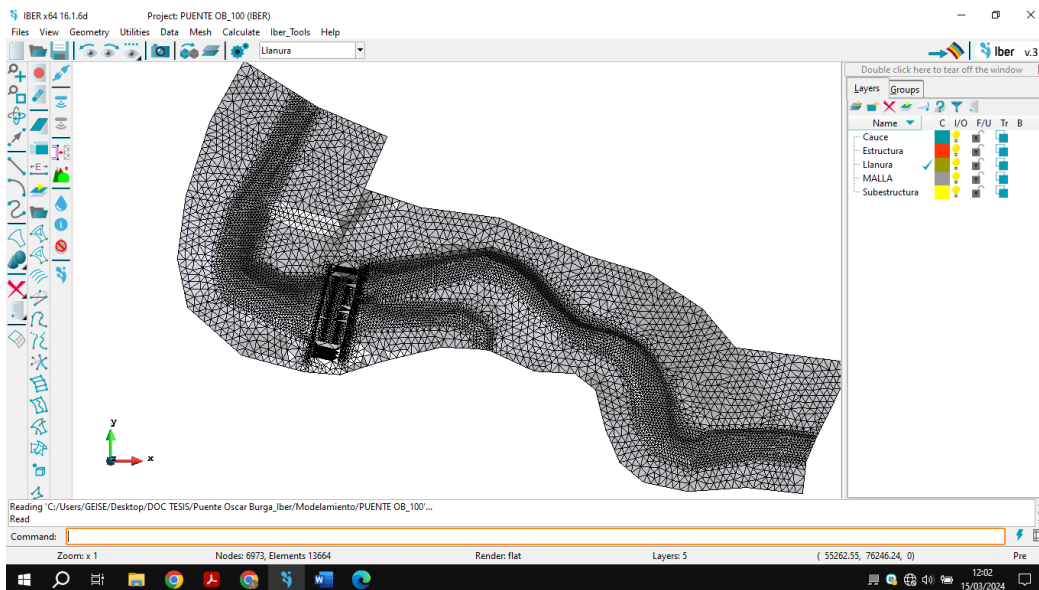 IBER x64 16.1.6d Project: PUENTE OB_100 (IBER)
Files View Geometry Utilities Data Mesh Calculate Iber_Tools Help
Llanura
Iber v.3
Double click here to tear off the window
Layers Groups
Name C I/O F/U Tr B
Cauce
Estructura
Llanura
MALLA
Subestructura
E
y
x
Reading 'C:/Users/GEISE/Desktop/DOC TESIS/Puente Oscar Burga_Iber/Modelamiento/PUENTE OB_100'...
Read
Command:
Zoom: x 1 Nodes: 6973, Elements 13664 Render: flat Layers: 5 ( 55262.55, 76246.24, 0) Pre
12:02
15/03/2024